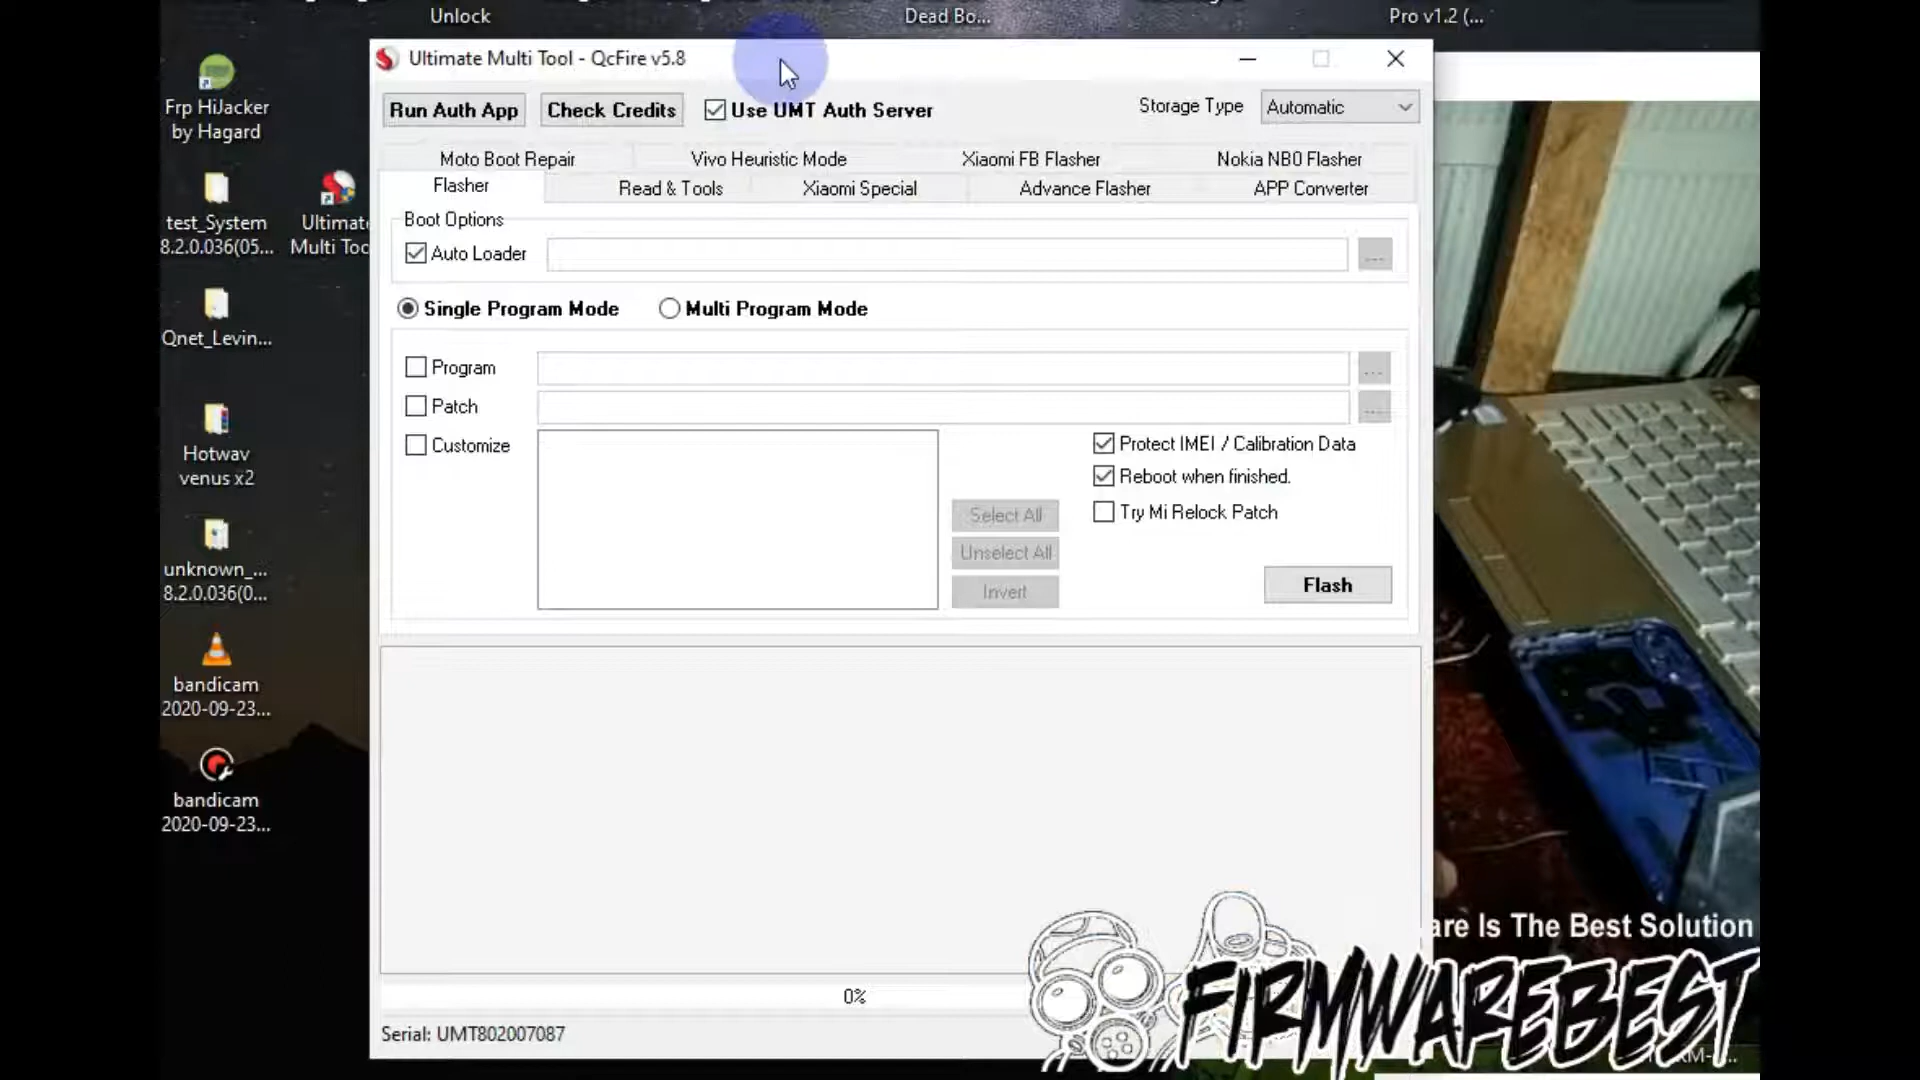 Unlock
Dead Bo...
Pro v1.2 (...
Ultimate Multi Tool - QcFire v5.8
Run Auth App
Check Credits
Use UMT Auth Server
Storage Type
Automatic
Moto Boot Repair
Vivo Heuristic Mode
Xiaomi FB Flasher
Nokia NB0 Flasher
Flasher
Read & Tools
Xiaomi Special
Advance Flasher
APP Converter
Boot Options
Auto Loader
...
Single Program Mode
Multi Program Mode
Program
...
Patch
...
Customize
Protect IMEI / Calibration Data
Reboot when finished.
Try Mi Relock Patch
Select All
Unselect All
Invert
Flash
0%
Serial: UMT802007087
Frp HiJacker
by Hagard
test_System
8.2.0.036(05...
Ultimate
Multi Too
Qnet_Levin...
Hotwav
venus x2
unknown_...
8.2.0.036(0...
bandicam
2020-09-23...
bandicam
2020-09-23...
are Is The Best Solution
FIRMWAREBEST